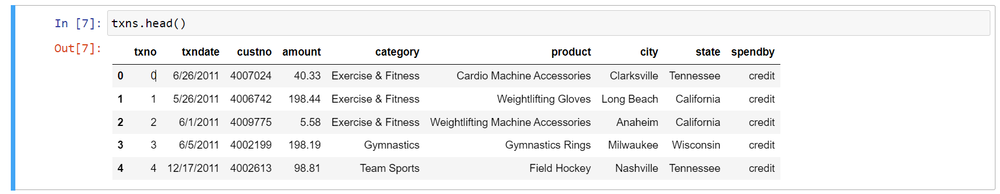 In [7]: txns.head()
Out[7]:
txno txndate custno amount category product city state spendby
0 0 6/26/2011 4007024 40.33 Exercise & Fitness Cardio Machine Accessories Clarksville Tennessee credit
1 1 5/26/2011 4006742 198.44 Exercise & Fitness Weightlifting Gloves Long Beach California credit
2 2 6/1/2011 4009775 5.58 Exercise & Fitness Weightlifting Machine Accessories Anaheim California credit
3 3 6/5/2011 4002199 198.19 Gymnastics Gymnastics Rings Milwaukee Wisconsin credit
4 4 12/17/2011 4002613 98.81 Team Sports Field Hockey Nashville Tennessee credit